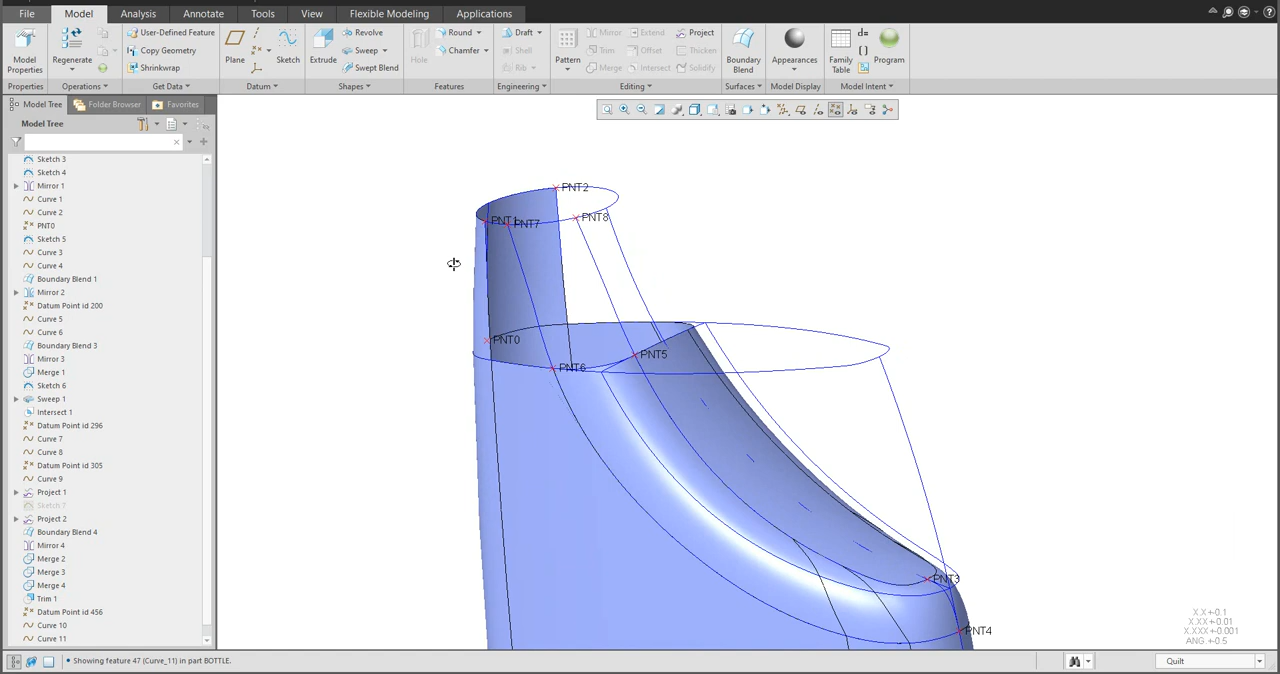 File Model Analysis Annotate Tools View Flexible Modeling Applications
Model Properties
Regenerate
User-Defined Feature
Copy Geometry
Shrinkwrap
Plane
Sketch
Extrude
Revolve
Sweep
Swept Blend
Hole
Round
Chamfer
Draft
Shell
Rib
Pattern
Mirror Extend Project
Trim Offset Thicken
Merge Intersect Solidify
Boundary Blend
Appearances
Family Table
d=
[ ]
Program
Properties Operations Get Data Datum Shapes Features Engineering Editing Surfaces Model Display Model Intent
Model Tree Folder Browser Favorites
Model Tree
Sketch 3
Sketch 4
Mirror 1
Curve 1
Curve 2
PNT0
Sketch 5
Curve 3
Curve 4
Boundary Blend 1
Mirror 2
Datum Point id 200
Curve 5
Curve 6
Boundary Blend 3
Mirror 3
Merge 1
Sketch 6
Sweep 1
Intersect 1
Datum Point id 296
Curve 7
Curve 8
Datum Point id 305
Curve 9
Project 1
Sketch 7
Project 2
Boundary Blend 4
Mirror 4
Merge 2
Merge 3
Merge 4
Trim 1
Datum Point id 456
Curve 10
Curve 11
PNT2
PNT1
PNT7
PNT8
PNT0
PNT5
PNT6
PNT3
PNT4
X.X+-0.1
X.XX+-0.01
X.XXX+-0.001
ANG.+-0.5
• Showing feature 47 (Curve_11) in part BOTTLE.
Quilt